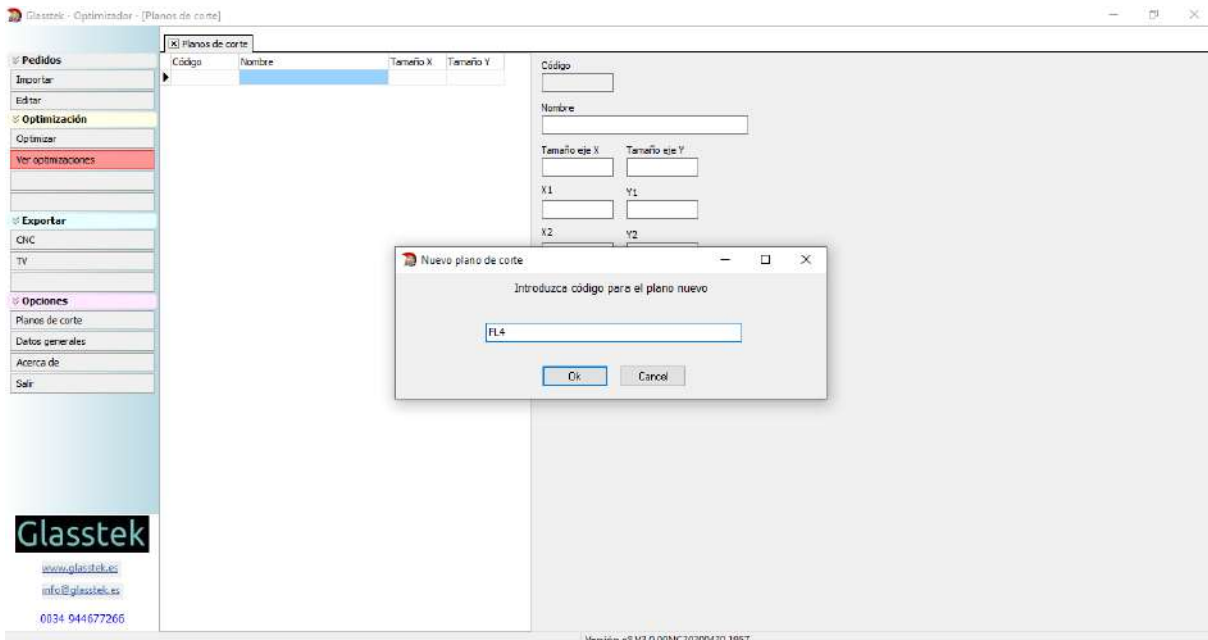 Glasstek - Optimizador - [Planos de corte]
Planos de corte
Pedidos
Importar
Editar
Optimización
Optimizar
Ver optimizaciones
Exportar
CNC
TV
Opciones
Planos de corte
Datos generales
Acerca de
Salir
Glasstek
www.glasstek.es
info@glasstek.es
0034 944677266
Código Nombre Tamaño X Tamaño Y
Código
Nombre
Tamaño eje X Tamaño eje Y
X1 Y1
X2 Y2
Nuevo plano de corte
Introduzca código para el plano nuevo
FL4
Ok Cancel